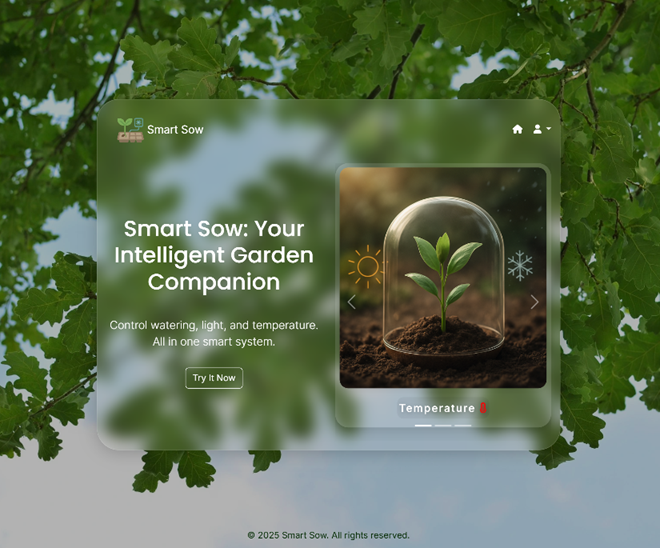 Smart Sow
Smart Sow: Your
Intelligent Garden
Companion
Control watering, light, and temperature.
All in one smart system.
Try It Now
Temperature
© 2025 Smart Sow. All rights reserved.